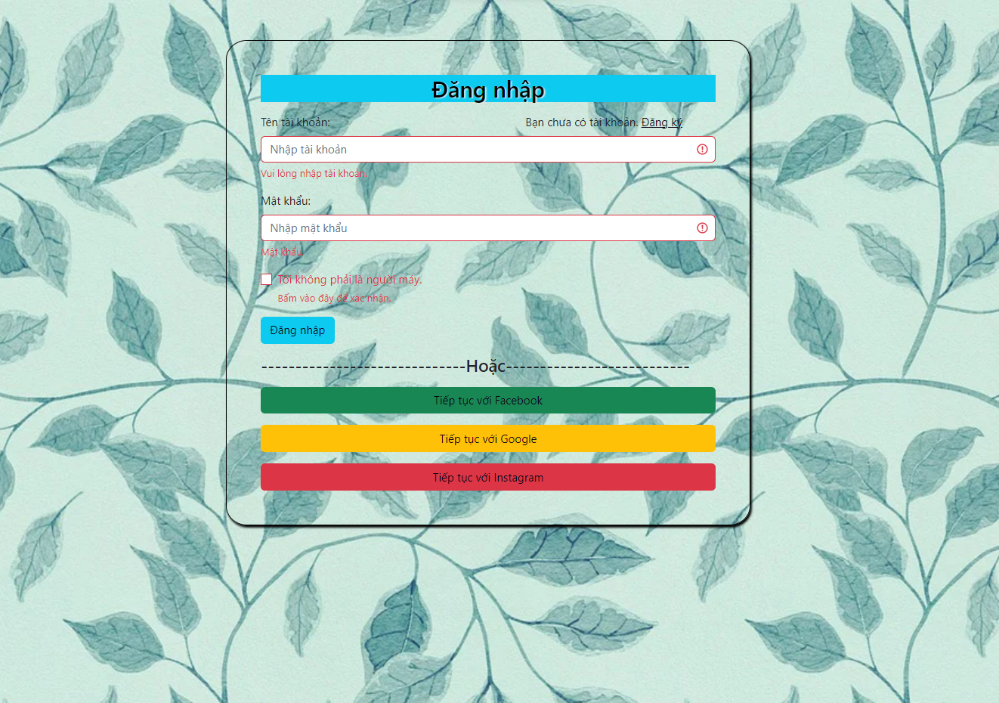 Đăng nhập
Tên tài khoản: Bạn chưa có tài khoản. Đăng ký
Nhập tài khoản
Vui lòng nhập tài khoản.
Mật khẩu:
Nhập mật khẩu
Mật khẩu
Tôi không phải là người máy.
Bấm vào đây để xác nhận.
Đăng nhập
------------------------------Hoặc---------------------------
Tiếp tục với Facebook
Tiếp tục với Google
Tiếp tục với Instagram